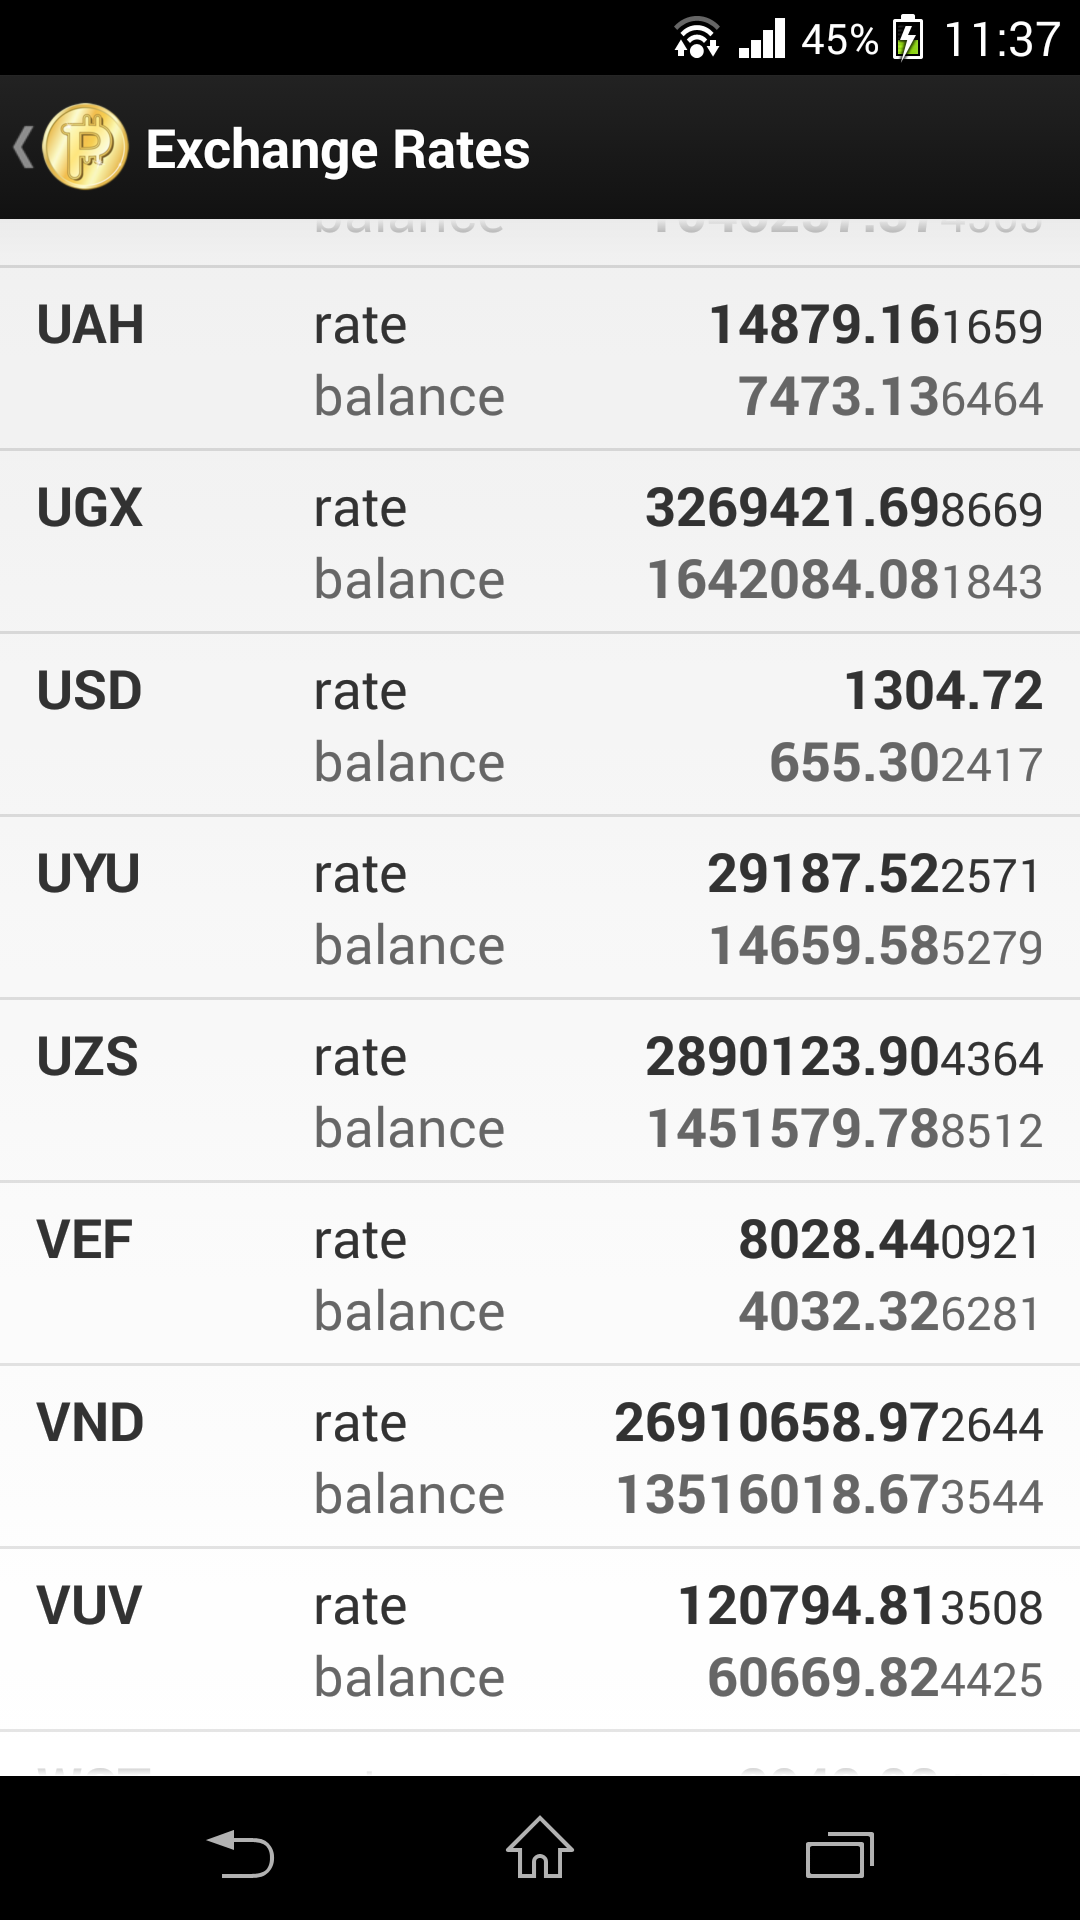 45% 11:37
Exchange Rates
balance
UAH rate 14879.161659
balance 7473.136464
UGX rate 3269421.698669
balance 1642084.081843
USD rate 1304.72
balance 655.302417
UYU rate 29187.522571
balance 14659.585279
UZS rate 2890123.904364
balance 1451579.788512
VEF rate 8028.440921
balance 4032.326281
VND rate 26910658.972644
balance 13516018.673544
VUV rate 120794.813508
balance 60669.824425